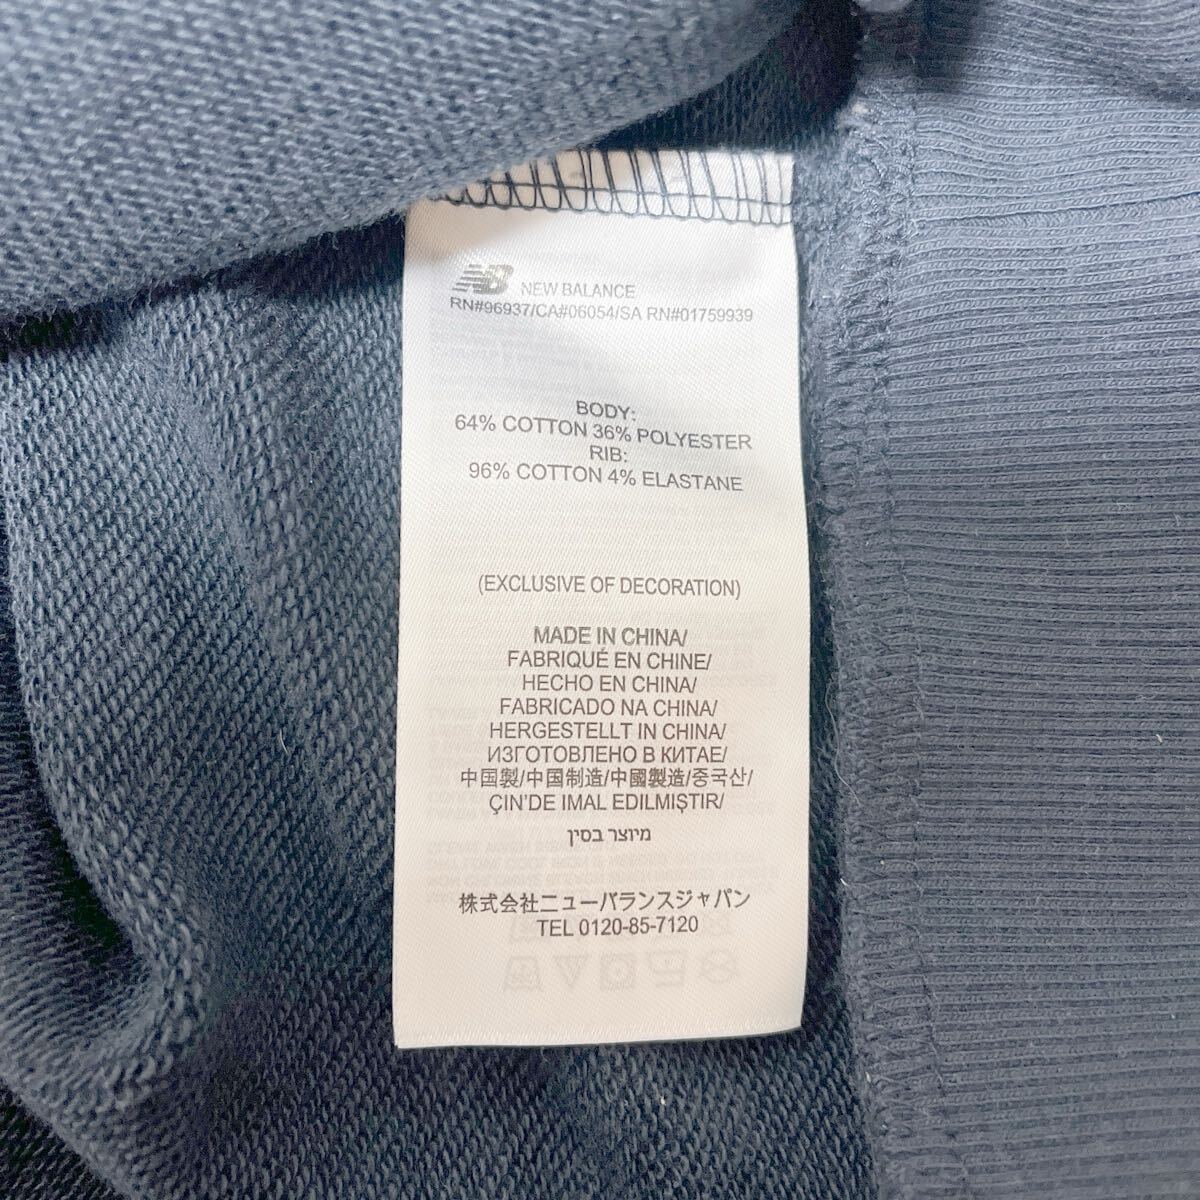 NB NEW BALANCE
RN#96937/CA#06054/SA RN#01759939
BODY:
64% COTTON 36% POLYESTER
RIB:
96% COTTON 4% ELASTANE
(EXCLUSIVE OF DECORATION)
MADE IN CHINA/
FABRIQUÉ EN CHINE/
HECHO EN CHINA/
FABRICADO NA CHINA/
HERGESTELLT IN CHINA/
ИЗГОТОВЛЕНО В КИТАЕ/
中国製/中国制造/中國製造/중국산/
ÇIN'DE IMAL EDILMIŞTIR/
מיוצר בסין
株式会社ニューバランスジャパン
TEL 0120-85-7120